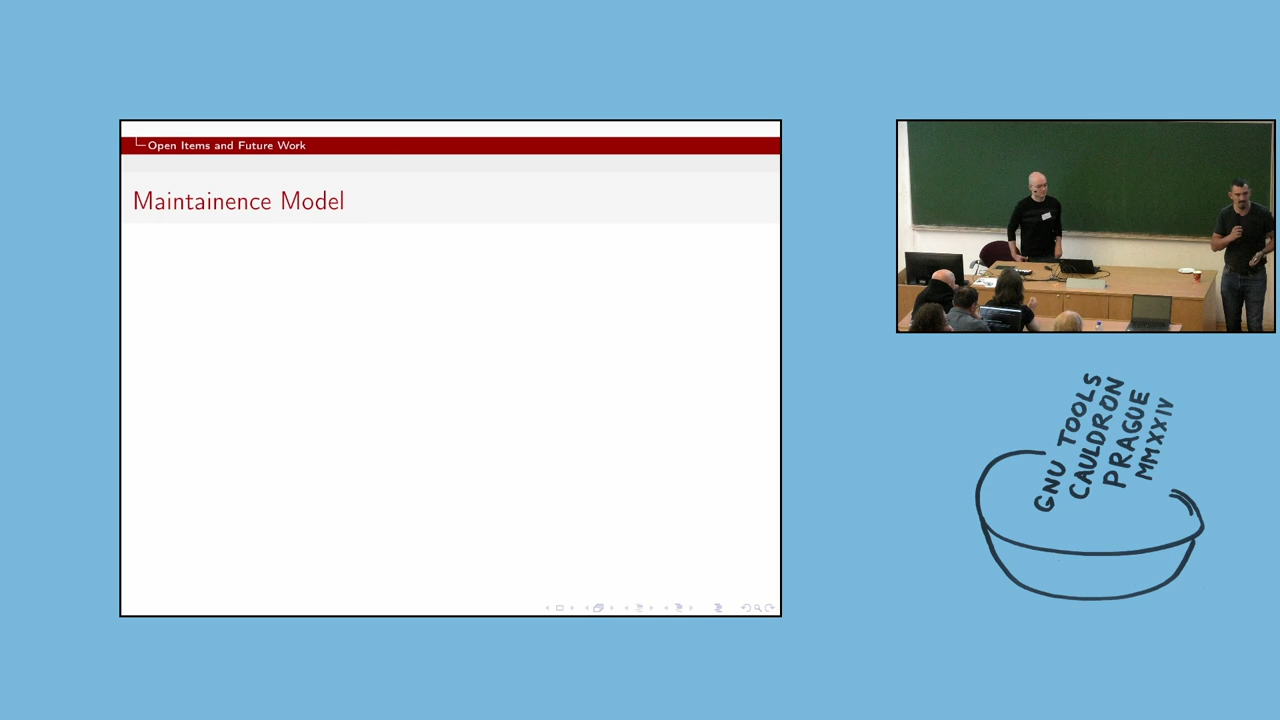 Open Items and Future Work
Maintainence Model
GNU TOOLS
CAULDRON
PRAGUE
MMXXIV